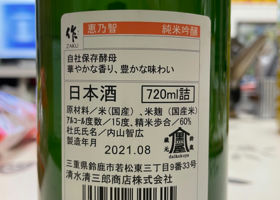 作 恵乃智 純米吟醸
ZAKU
自社保存酵母
華やかな香り、豊かな味わい
日本酒 720ml詰
原材料／米（国産）、米麹（国産米）
アルコール度数／15度、精米歩合／60%
杜氏氏名／内山智広
製造年月 2021.08
鈴鹿 醸蔵
daikokuya
三重県鈴鹿市若松東三丁目9番33号
清水清三郎商店株式会社